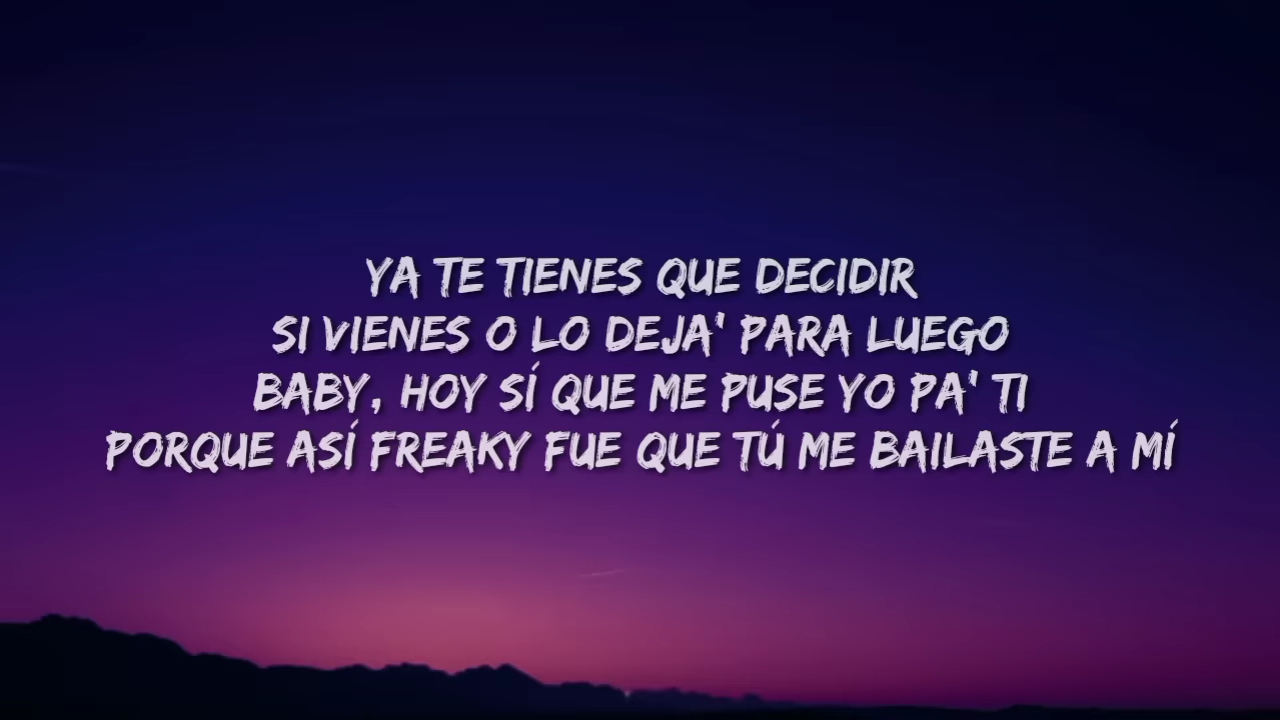 YA TE TIENES QUE DECIDIR
SI VIENES O LO DEJA' PARA LUEGO
BABY, HOY SÍ QUE ME PUSE YO PA' TI
PORQUE ASÍ FREAKY FUE QUE TÚ ME BAILASTE A MÍ